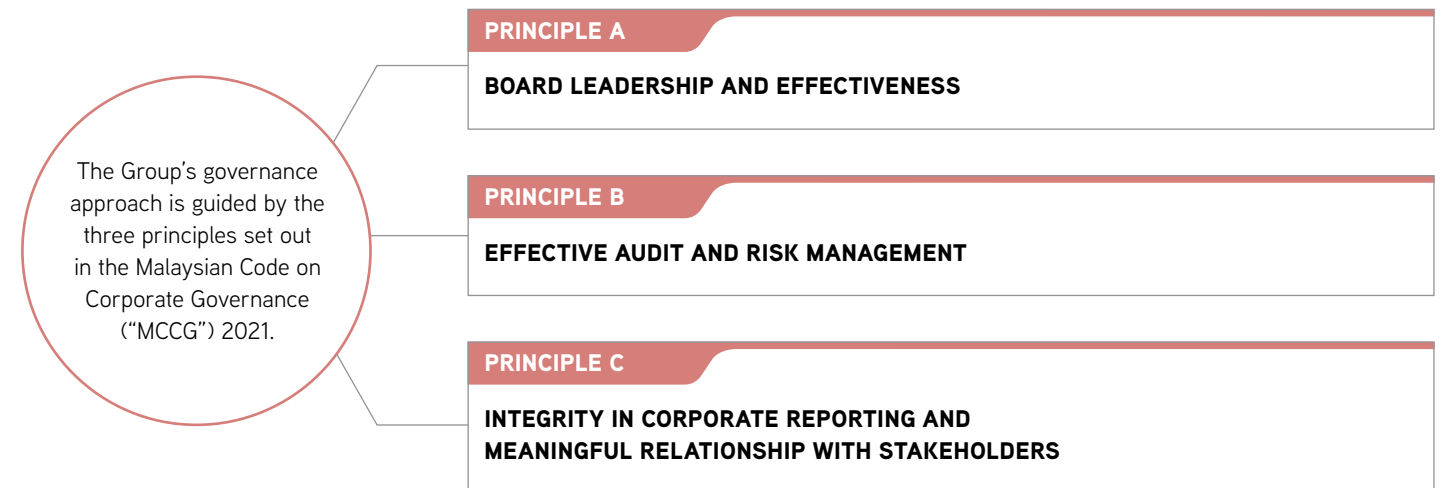 The Group’s governance
approach is guided by the
three principles set out
in the Malaysian Code on
Corporate Governance
(“MCCG”) 2021.
PRINCIPLE A
BOARD LEADERSHIP AND EFFECTIVENESS
PRINCIPLE B
EFFECTIVE AUDIT AND RISK MANAGEMENT
PRINCIPLE C
INTEGRITY IN CORPORATE REPORTING AND
MEANINGFUL RELATIONSHIP WITH STAKEHOLDERS